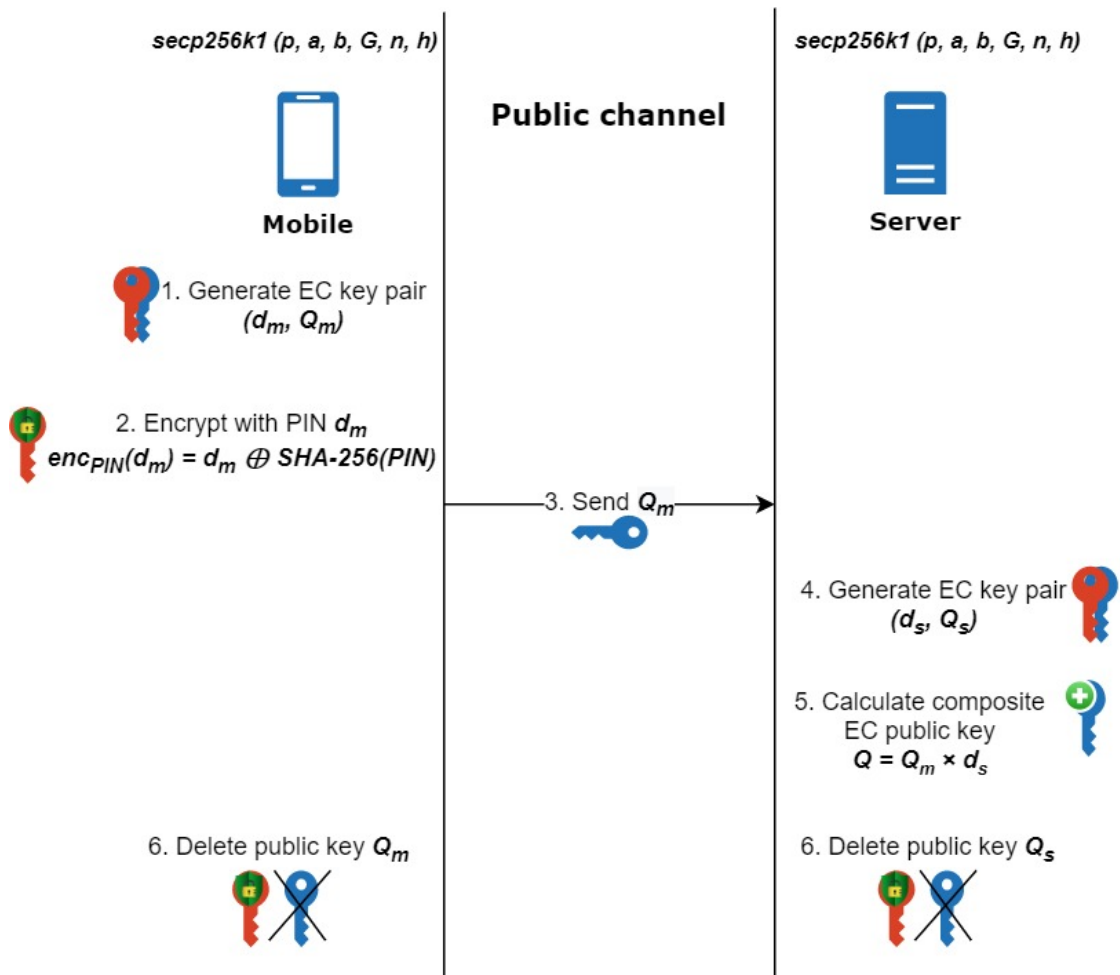 secp256k1 (p, a, b, G, n, h)
secp256k1 (p, a, b, G, n, h)
Public channel
Mobile
Server
1. Generate EC key pair
(dₘ, Qₘ)
2. Encrypt with PIN dₘ
enc_PIN(dₘ) = dₘ ⊕ SHA-256(PIN)
3. Send Qₘ
4. Generate EC key pair
(dₛ, Qₛ)
5. Calculate composite
EC public key
Q = Qₘ × dₛ
6. Delete public key Qₘ
6. Delete public key Qₛ